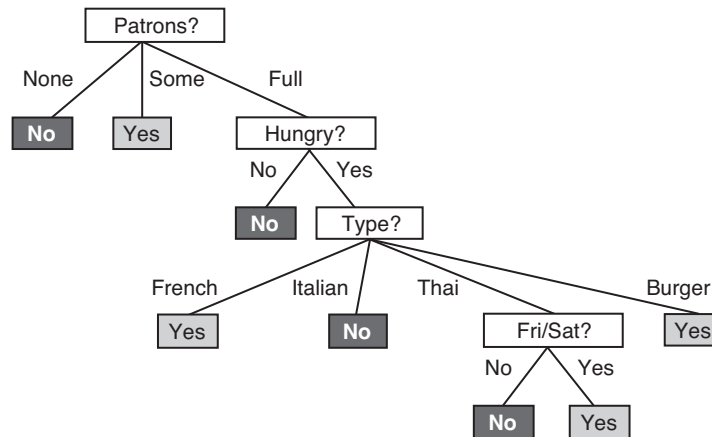 Patrons?
None Some Full
No Yes Hungry?
No Yes
No Type?
French Italian Thai Burger
Yes No Fri/Sat? Yes
No Yes
No Yes